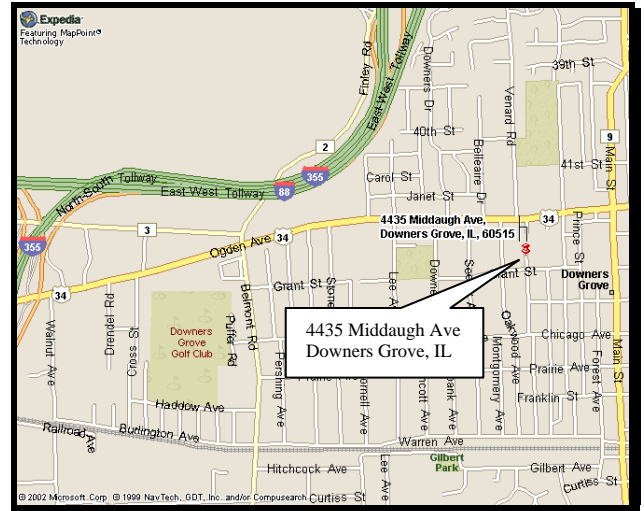 Expedia
Featuring MapPoint®
Technology
Finley Rd
East West Tollway
Downers Dr
Venard Rd
39th St
2
40th St
Belleaire Dr
9
Main St
41st St
355
North-South Tollway
East West Tollway
88
Carol St
Janet St
3
Ogden Ave
34
4435 Middaugh Ave,
Downers Grove, IL, 60515
34
Prince St
355
34
Grant St
Lee Ave
Downers
Grove
Walnut Ave
Drendel Rd
Cross St
Downers
Grove
Golf Club
Puffer Rd
Belmont Rd
4435 Middaugh Ave
Downers Grove, IL
Oakwood Ave
Chicago Ave
Pershing Ave
Montgomery Ave
Prairie Ave
Forest Ave
Main St
Franklin St
Haddow Ave
Railroad Ave
Burlington Ave
Warren Ave
Gilbert
Park
Hitchcock Ave
Lee Ave
Gilbert Ave
Curtiss St
Curtiss St
© 2002 Microsoft Corp © 1999 NavTech, GDT, Inc. and/or Compusearch